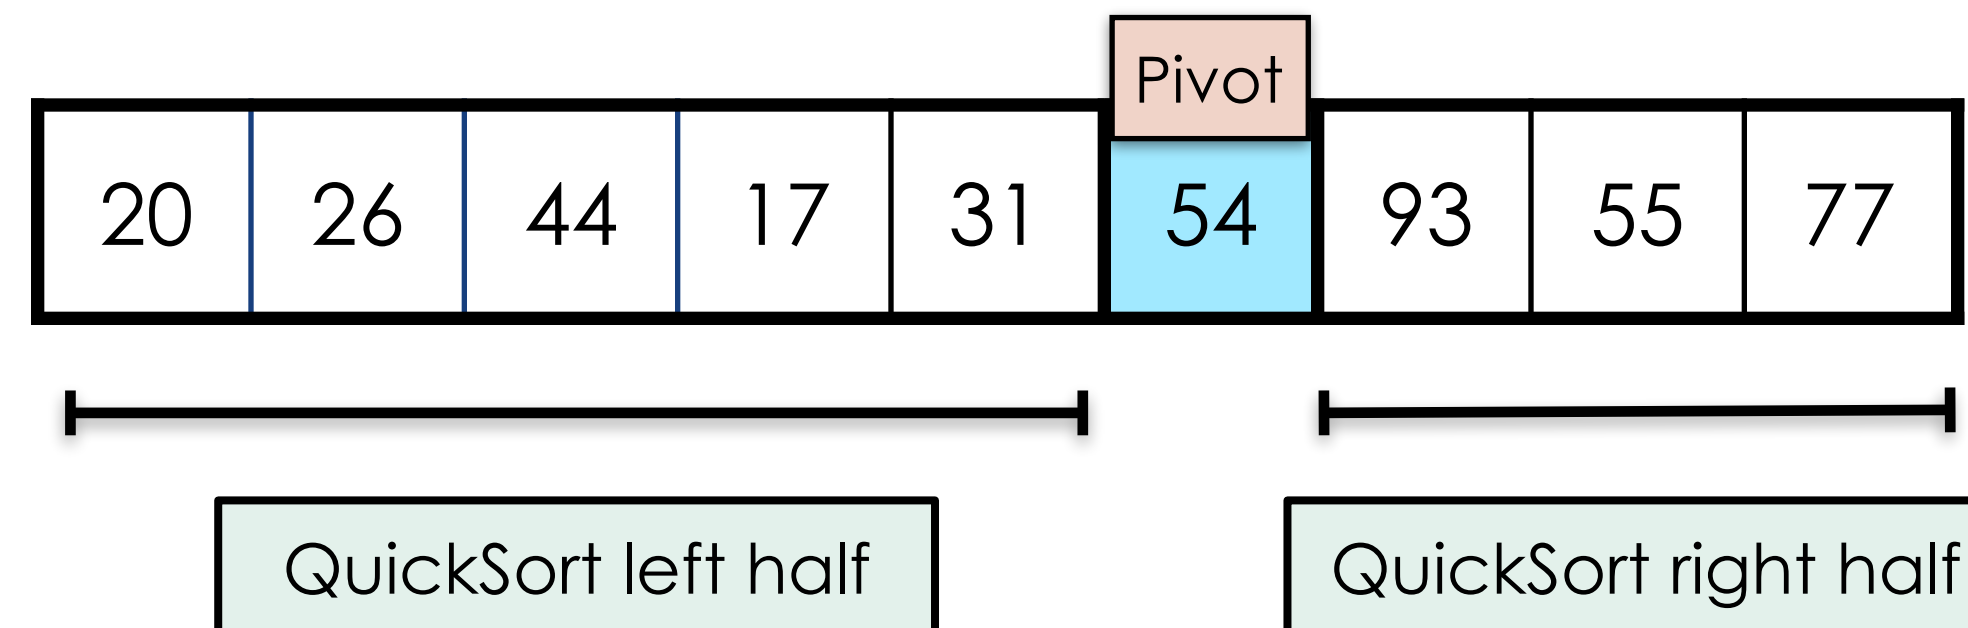 Pivot
20 26 44 17 31 54 93 55 77
QuickSort left half
QuickSort right half